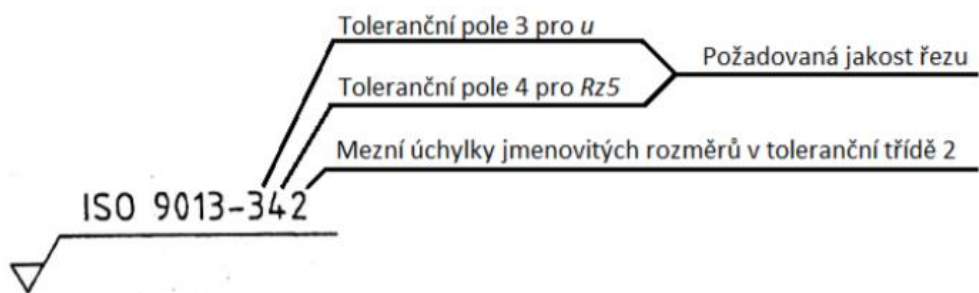 Toleranční pole 3 pro u
Požadovaná jakost řezu
Toleranční pole 4 pro Rz5
Mezní úchylky jmenovitých rozměrů v toleranční třídě 2
ISO 9013-342